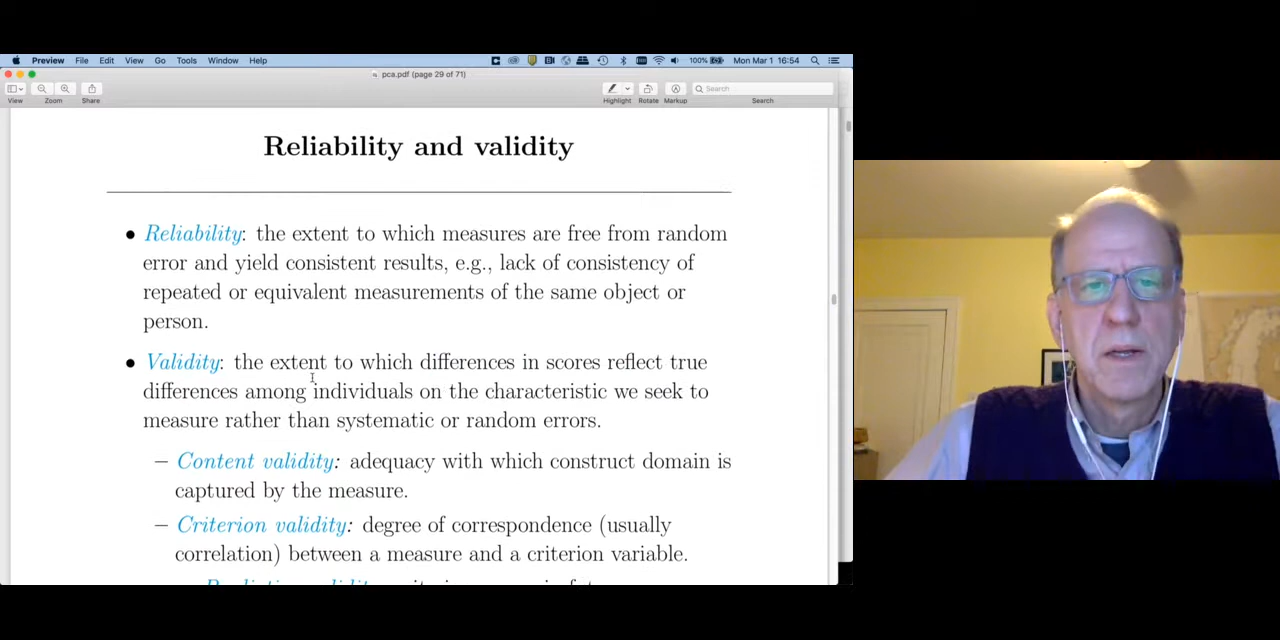 Preview File Edit View Go Tools Window Help 100% Mon Mar 1 16:54
pca.pdf (page 29 of 71)
View Zoom Share Highlight Rotate Markup Search
Search
Reliability and validity
• Reliability: the extent to which measures are free from random
error and yield consistent results, e.g., lack of consistency of
repeated or equivalent measurements of the same object or
person.
• Validity: the extent to which differences in scores reflect true
differences among individuals on the characteristic we seek to
measure rather than systematic or random errors.
– Content validity: adequacy with which construct domain is
captured by the measure.
– Criterion validity: degree of correspondence (usually
correlation) between a measure and a criterion variable.